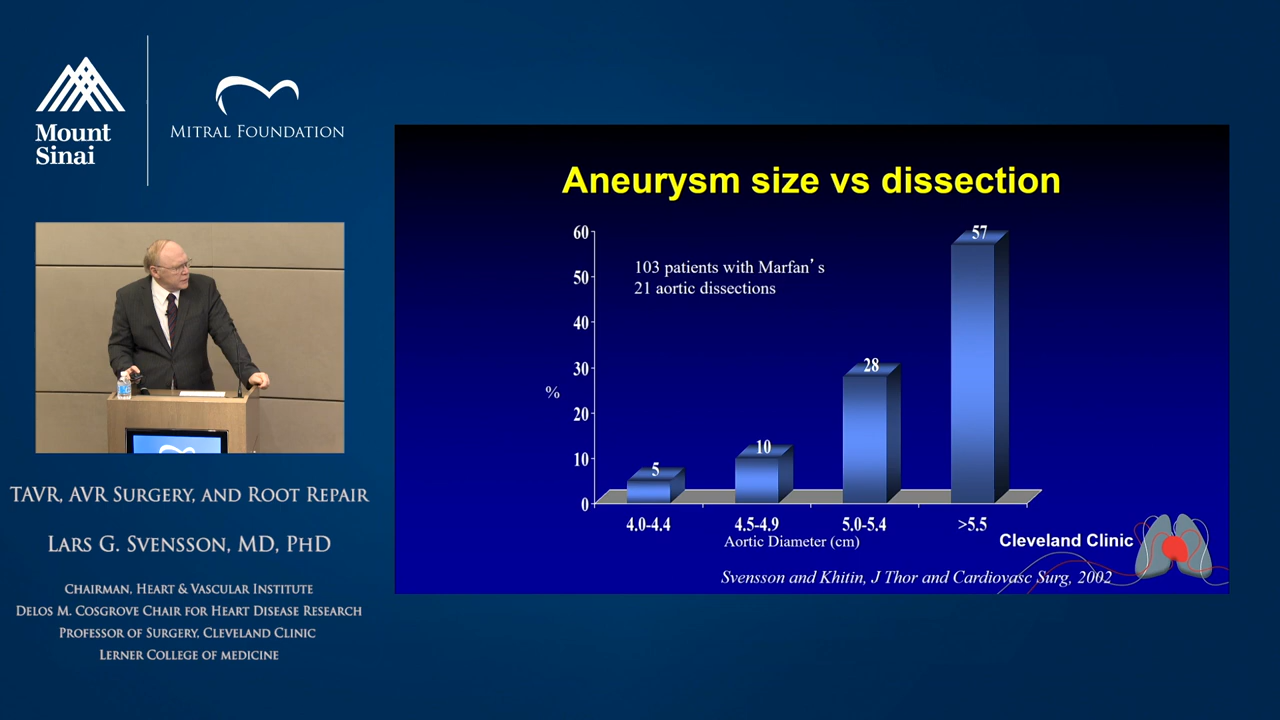 Mount
Sinai
MITRAL FOUNDATION
TAVR, AVR SURGERY, AND ROOT REPAIR
LARS G. SVENSSON, MD, PHD
CHAIRMAN, HEART & VASCULAR INSTITUTE
DELOS M. COSGROVE CHAIR FOR HEART DISEASE RESEARCH
PROFESSOR OF SURGERY, CLEVELAND CLINIC
LERNER COLLEGE OF MEDICINE
Aneurysm size vs dissection
103 patients with Marfan’s
21 aortic dissections
%
60
50
40
30
20
10
0
5
10
28
57
4.0-4.4
4.5-4.9
5.0-5.4
>5.5
Aortic Diameter (cm)
Cleveland Clinic
Svensson and Khitin, J Thor and Cardiovasc Surg, 2002